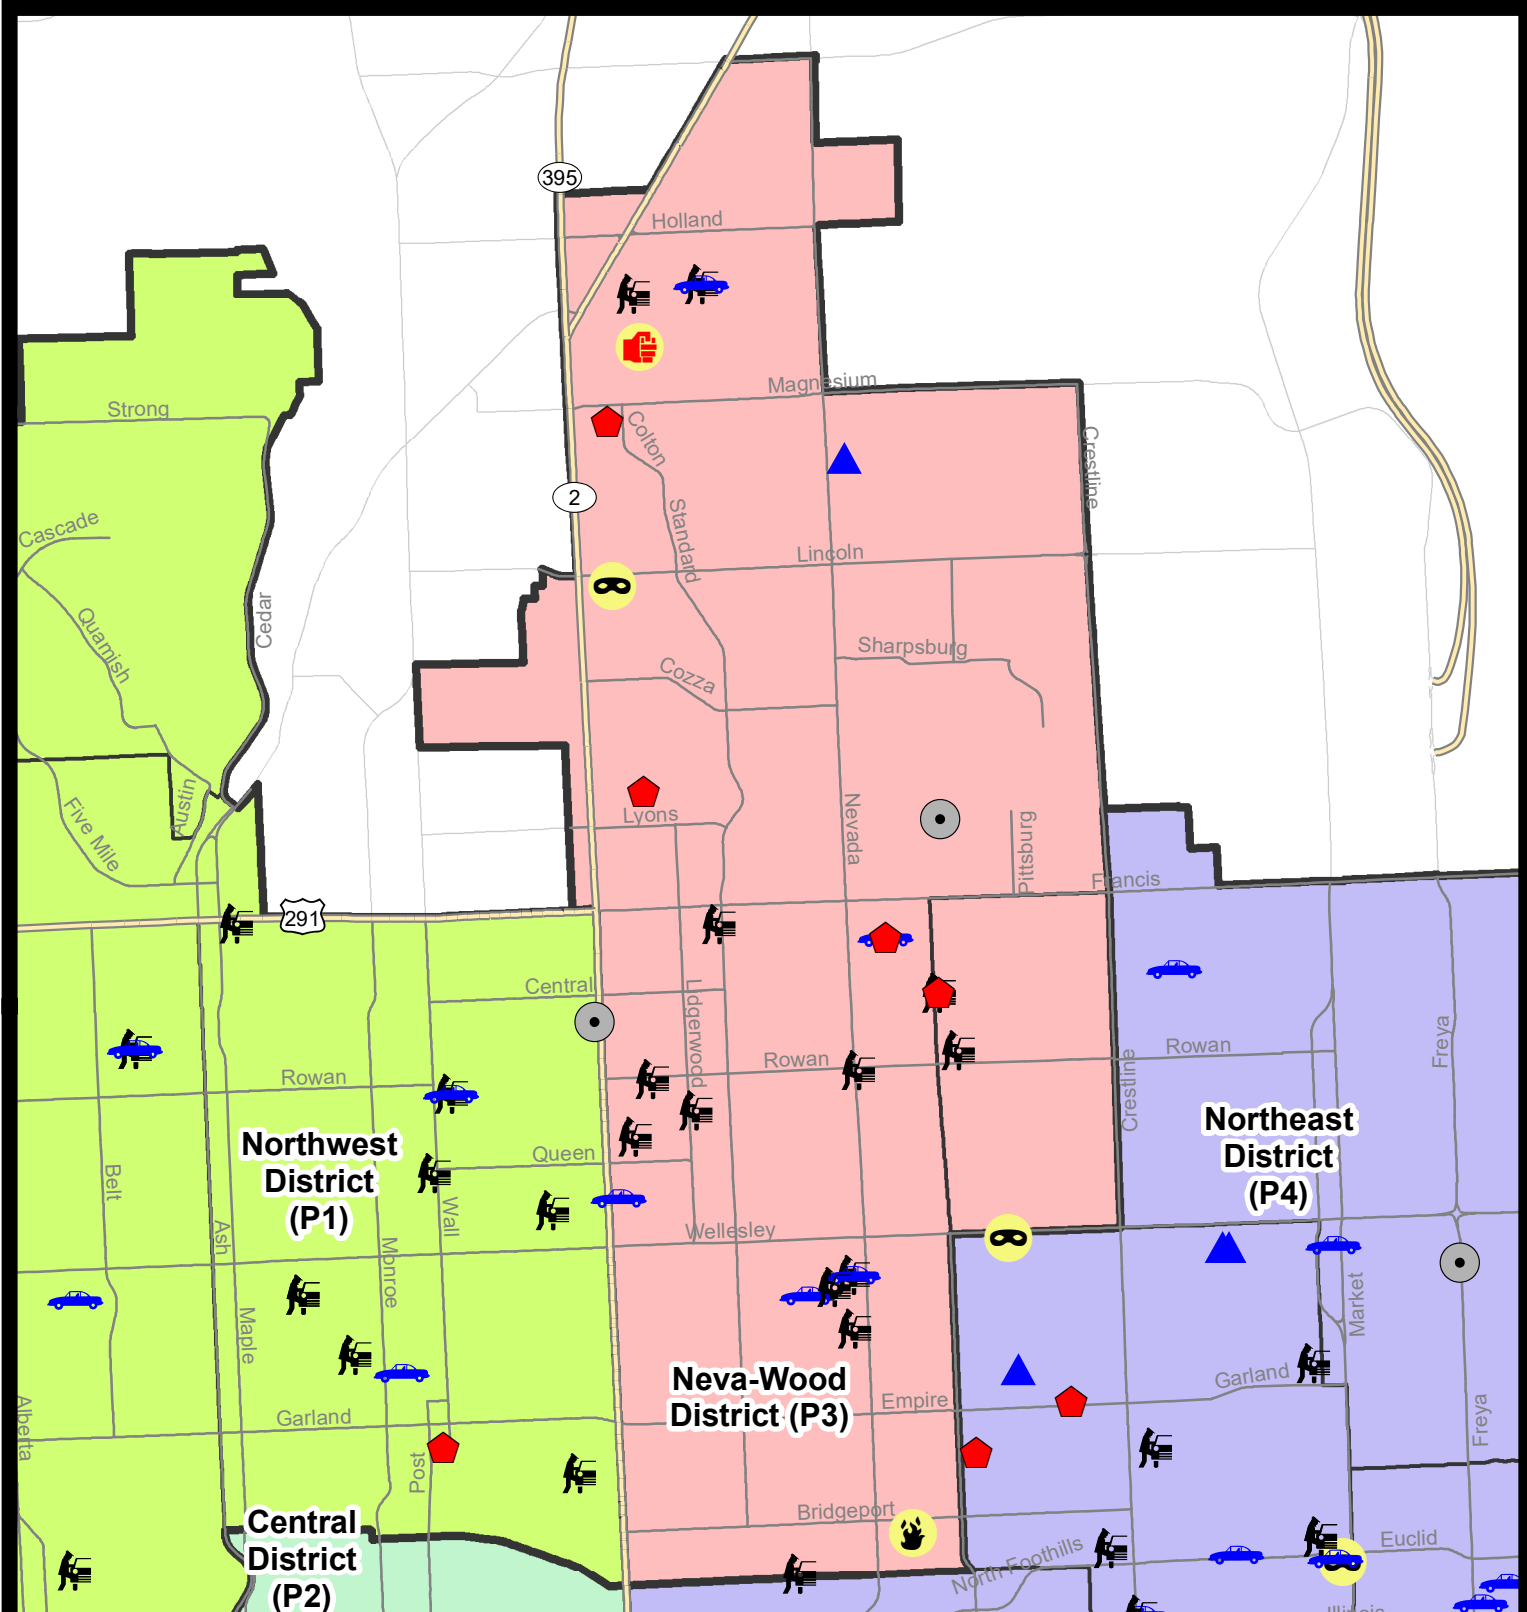 395
Holland
Magnesium
Strong
Colton
Crestline
2
Standard
Cascade
Lincoln
Cedar
Quamish
Sharpsburg
Cozza
Austin
Five Mile
Lyons
Nevada
Pittsburg
Francis
291
Central
Lidgerwood
Rowan
Rowan
Freya
Rowan
Crestline
Northwest
District
(P1)
Northeast
District
(P4)
Queen
Belt
Wall
Ash
Wellesley
Monroe
Market
Maple
Neva-Wood
District (P3)
Garland
Empire
Alberta
Garland
Freya
Post
Bridgeport
Central
District
(P2)
Euclid
North Foothills
Illinois